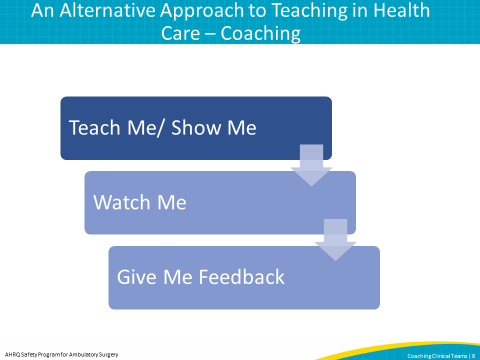 An Alternative Approach to Teaching in Health
Care – Coaching
Teach Me/ Show Me
Watch Me
Give Me Feedback
AHRQ Safety Program for Ambulatory Surgery
Coaching Clinical Teams | 8